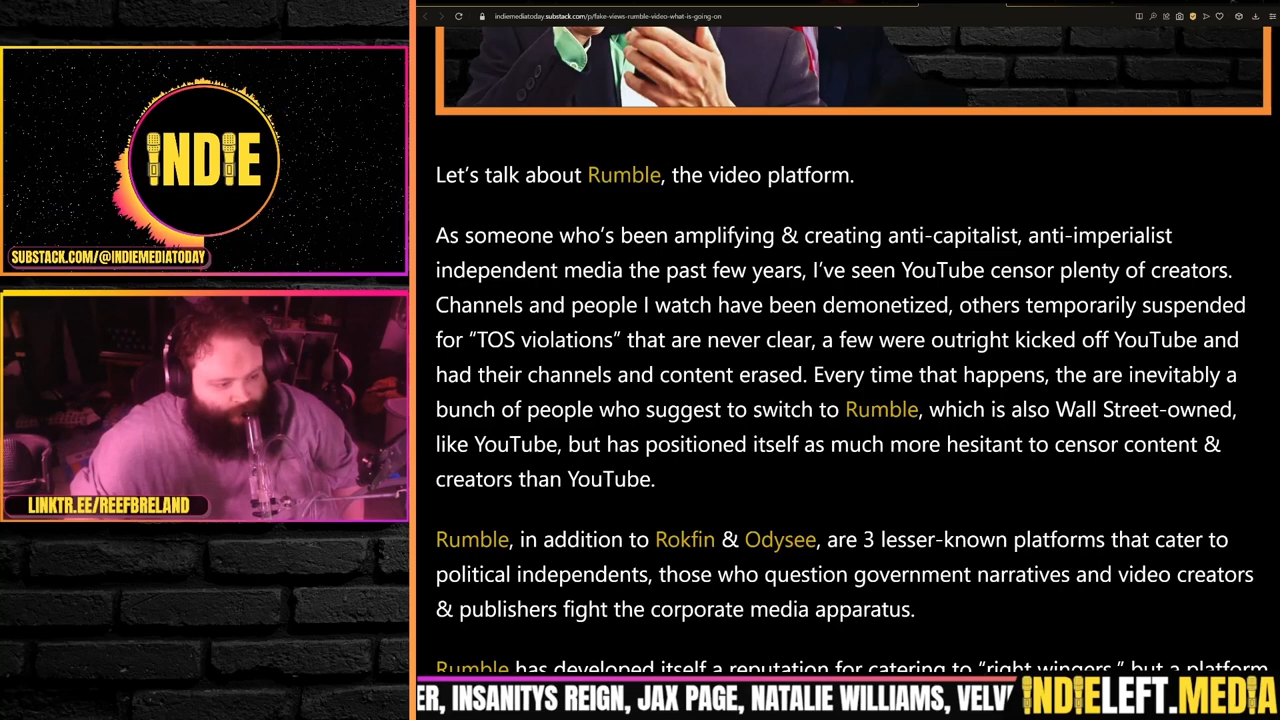 indiemediatoday.substack.com/p/fake-views-rumble-video-what-is-going-on
INDIE
SUBSTACK.COM/@INDIEMEDIATODAY
LINKTR.EE/REEFBRELAND
Let’s talk about Rumble, the video platform.
As someone who’s been amplifying & creating anti-capitalist, anti-imperialist
independent media the past few years, I’ve seen YouTube censor plenty of creators.
Channels and people I watch have been demonetized, others temporarily suspended
for “TOS violations” that are never clear, a few were outright kicked off YouTube and
had their channels and content erased. Every time that happens, the are inevitably a
bunch of people who suggest to switch to Rumble, which is also Wall Street-owned,
like YouTube, but has positioned itself as much more hesitant to censor content &
creators than YouTube.
Rumble, in addition to Rokfin & Odysee, are 3 lesser-known platforms that cater to
political independents, those who question government narratives and video creators
& publishers fight the corporate media apparatus.
Rumble has developed itself a reputation for catering to “right wingers,” but a platform
ER, INSANITYS REIGN, JAX PAGE, NATALIE WILLIAMS, VELV
INDIELEFT.MEDIA